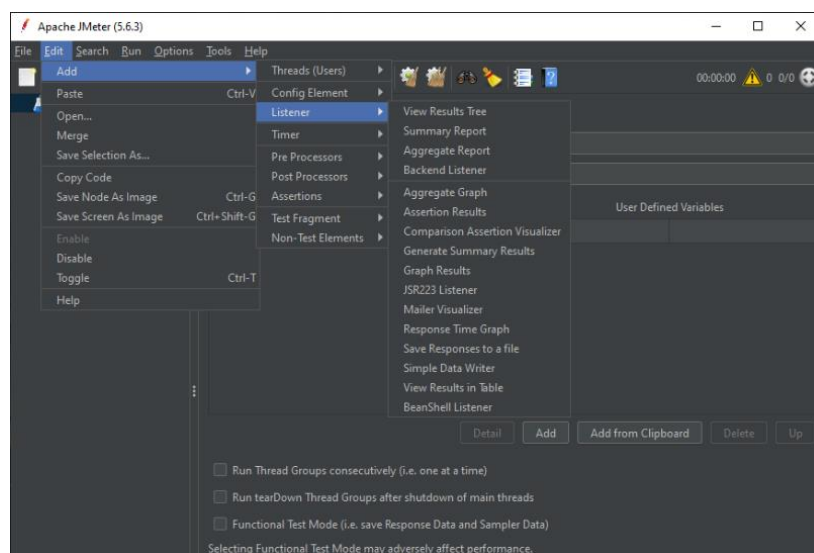 Apache JMeter (5.6.3)
File Edit Search Run Options Tools Help
00:00:00 0 0/0
Add
Paste Ctrl-V
Open...
Merge
Save Selection As...
Copy Code
Save Node As Image Ctrl-G
Save Screen As Image Ctrl+Shift-G
Enable
Disable
Toggle Ctrl-T
Help
Threads (Users)
Config Element
Listener
Timer
Pre Processors
Post Processors
Assertions
Test Fragment
Non-Test Elements
View Results Tree
Summary Report
Aggregate Report
Backend Listener
Aggregate Graph
Assertion Results
Comparison Assertion Visualizer
Generate Summary Results
Graph Results
JSR223 Listener
Mailer Visualizer
Response Time Graph
Save Responses to a file
Simple Data Writer
View Results in Table
BeanShell Listener
User Defined Variables
Detail Add Add from Clipboard Delete Up
Run Thread Groups consecutively (i.e. one at a time)
Run tearDown Thread Groups after shutdown of main threads
Functional Test Mode (i.e. save Response Data and Sampler Data)
Selecting Functional Test Mode may adversely affect performance.